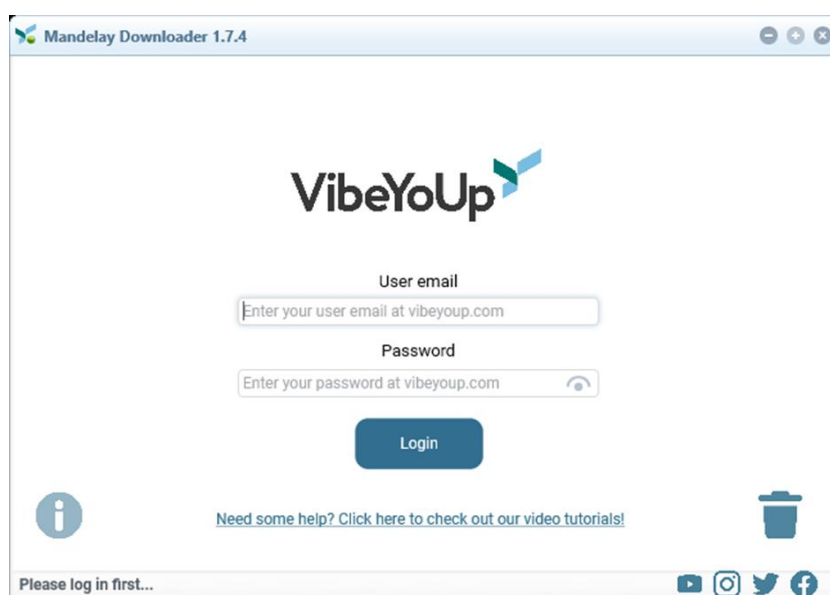 Mandelay Downloader 1.7.4
VibeYoUp
User email
Enter your user email at vibeyoup.com
Password
Enter your password at vibeyoup.com
Login
Need some help? Click here to check out our video tutorials!
Please log in first...